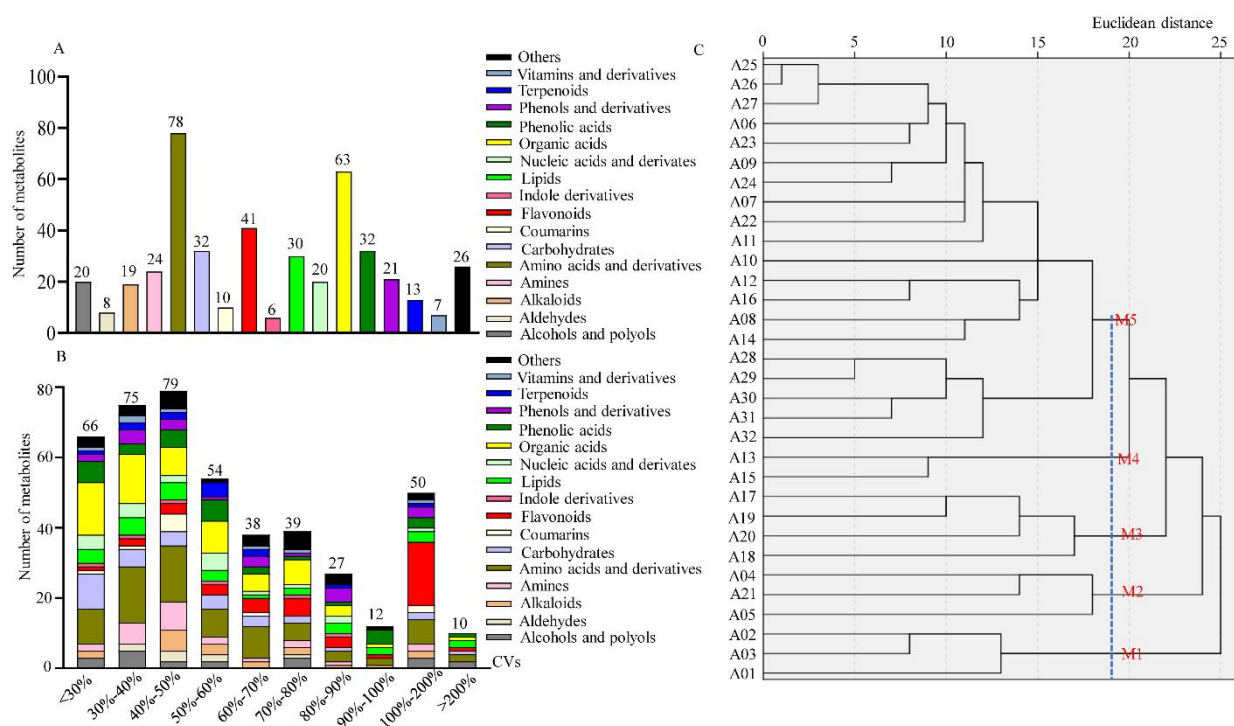 A
Number of metabolites
100
80
60
40
20
0
20
8
19
24
78
32
10
41
6
30
20
63
32
21
13
7
26
Others
Vitamins and derivatives
Terpenoids
Phenols and derivatives
Phenolic acids
Organic acids
Nucleic acids and derivates
Lipids
Indole derivatives
Flavonoids
Coumarins
Carbohydrates
Amino acids and derivatives
Amines
Alkaloids
Aldehydes
Alcohols and polyols
B
Number of metabolites
80
60
40
20
0
66
75
79
54
38
39
27
12
50
10
<30%
30%-40%
40%-50%
50%-60%
60%-70%
70%-80%
80%-90%
90%-100%
100%-200%
>200%
CVs
Others
Vitamins and derivatives
Terpenoids
Phenols and derivatives
Phenolic acids
Organic acids
Nucleic acids and derivates
Lipids
Indole derivatives
Flavonoids
Coumarins
Carbohydrates
Amino acids and derivatives
Amines
Alkaloids
Aldehydes
Alcohols and polyols
C
Euclidean distance
0 5 10 15 20 25
A25
A26
A27
A06
A23
A09
A24
A07
A22
A11
A10
A12
A16
A08
A14
A28
A29
A30
A31
A32
A13
A15
A17
A19
A20
A18
A04
A21
A05
A02
A03
A01
M5
M4
M3
M2
M1